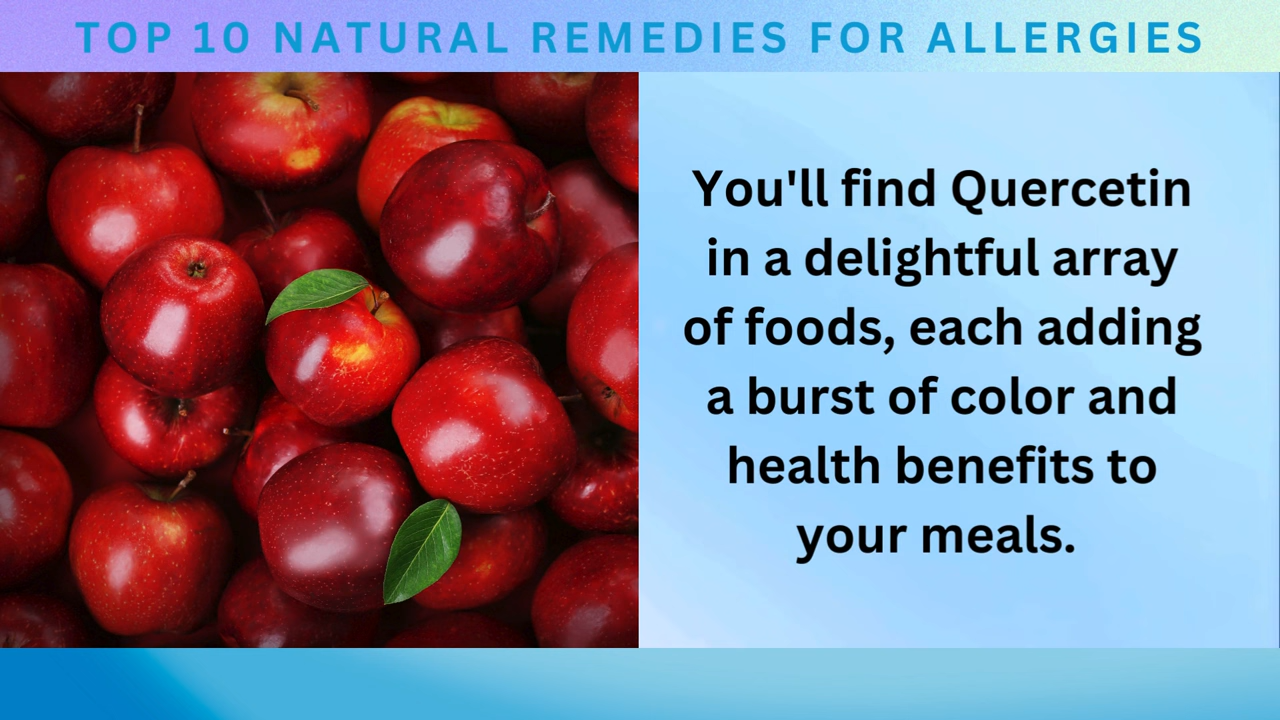 TOP 10 NATURAL REMEDIES FOR ALLERGIES
You'll find Quercetin
in a delightful array
of foods, each adding
a burst of color and
health benefits to
your meals.